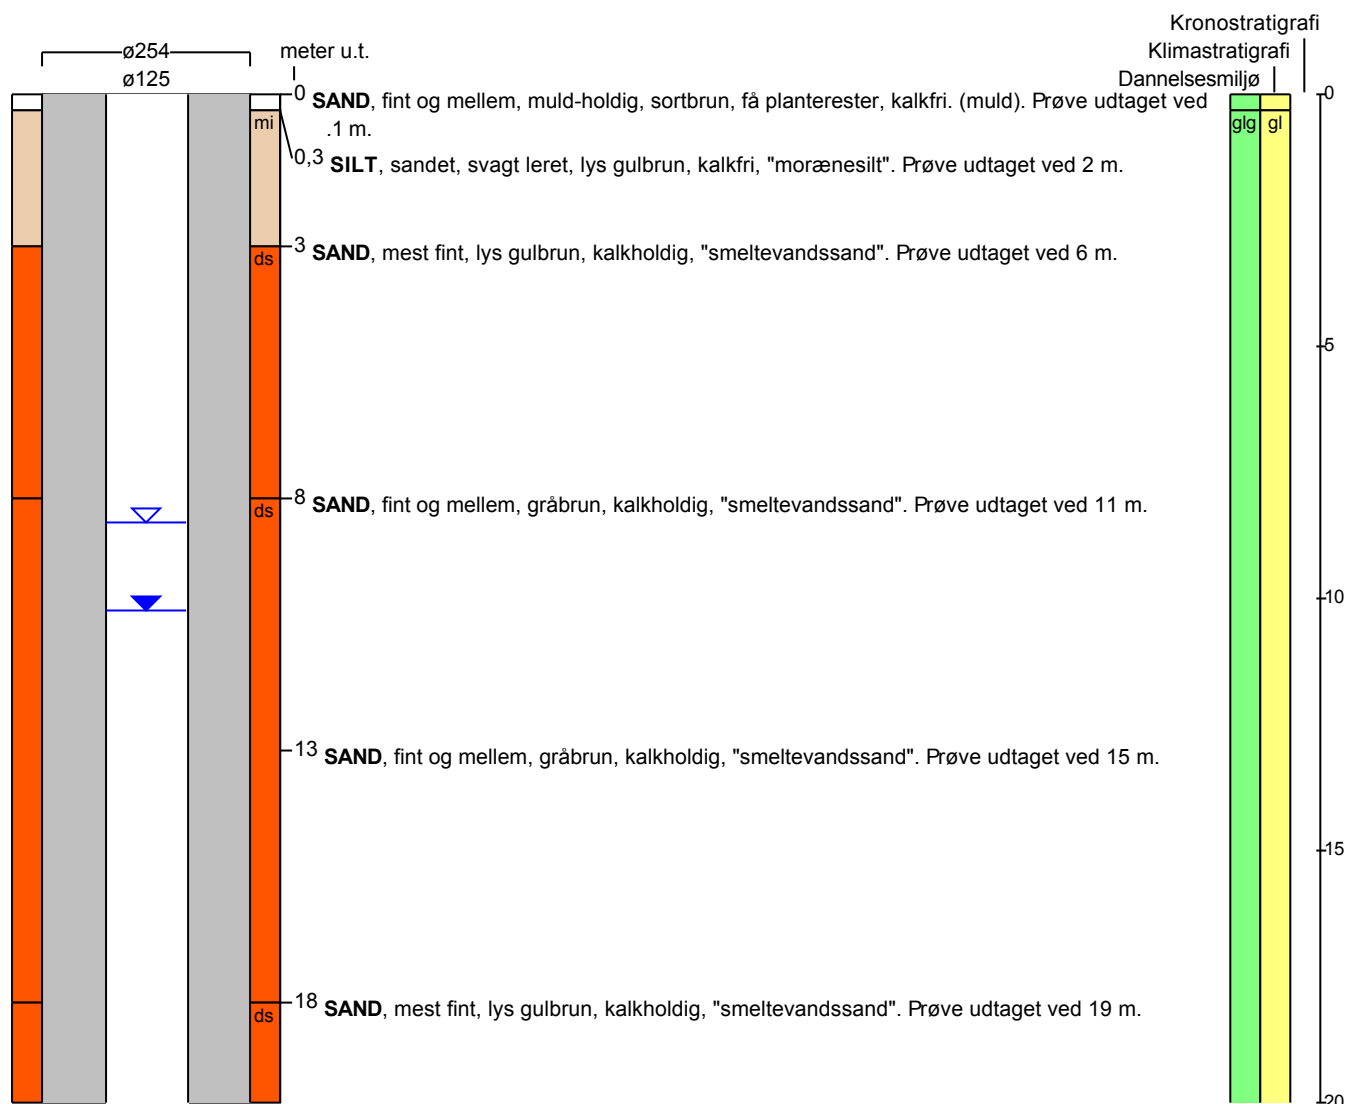 Kronostratigrafi
ø254 meter u.t. Klimastratigrafi
ø125 Dannelsesmiljø
0 SAND, fint og mellem, muld-holdig, sortbrun, få planterester, kalkfri. (muld). Prøve udtaget ved 0
.1 m.
mi glg gl
0,3 SILT, sandet, svagt leret, lys gulbrun, kalkfri, "morænesilt". Prøve udtaget ved 2 m.
3 SAND, mest fint, lys gulbrun, kalkholdig, "smeltevandssand". Prøve udtaget ved 6 m.
ds
5
8 SAND, fint og mellem, gråbrun, kalkholdig, "smeltevandssand". Prøve udtaget ved 11 m.
ds
10
13 SAND, fint og mellem, gråbrun, kalkholdig, "smeltevandssand". Prøve udtaget ved 15 m.
15
18 SAND, mest fint, lys gulbrun, kalkholdig, "smeltevandssand". Prøve udtaget ved 19 m.
ds
20